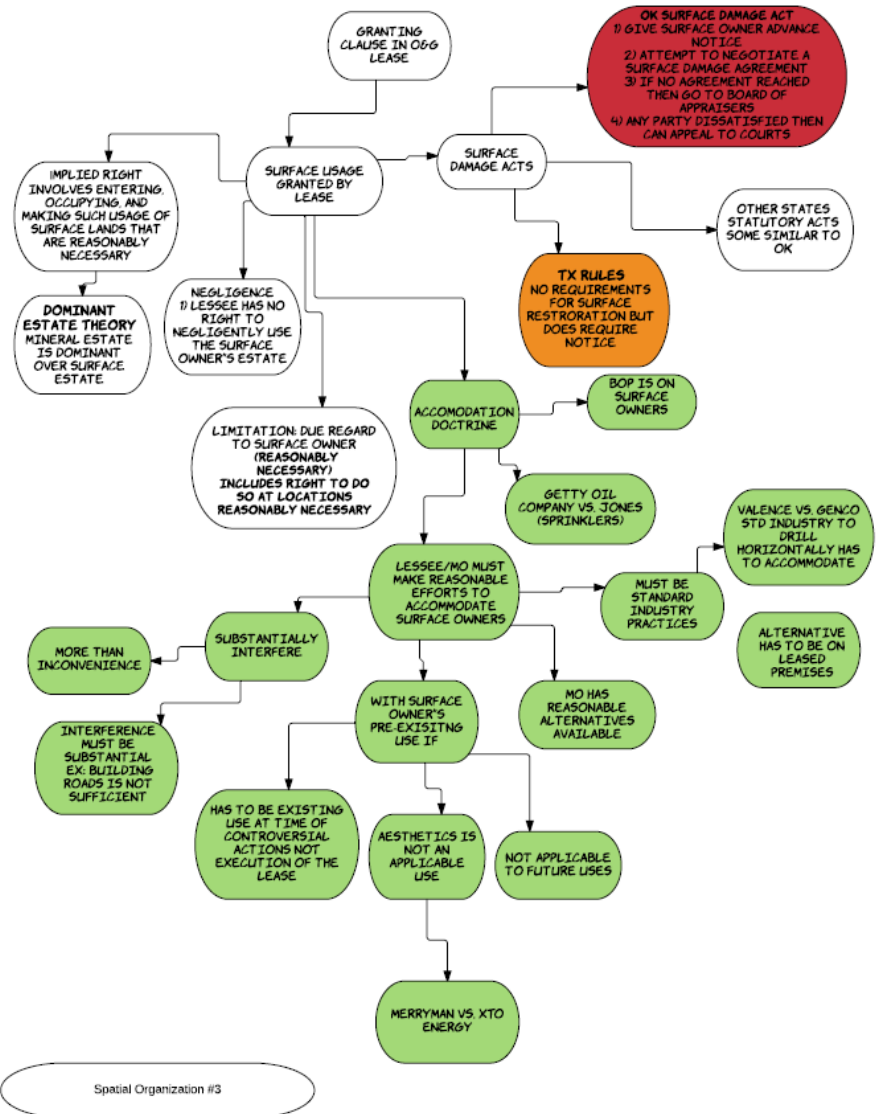 GRANTING
CLAUSE IN O&G
LEASE
OK SURFACE DAMAGE ACT
1) GIVE SURFACE OWNER ADVANCE
NOTICE
2) ATTEMPT TO NEGOTIATE A
SURFACE DAMAGE AGREEMENT
3) IF NO AGREEMENT REACHED
THEN GO TO BOARD OF
APPRAISERS
4) ANY PARTY DISSATISFIED THEN
CAN APPEAL TO COURTS
IMPLIED RIGHT
INVOLVES ENTERING,
OCCUPYING, AND
MAKING SUCH USAGE OF
SURFACE LANDS THAT
ARE REASONABLY
NECESSARY
SURFACE USAGE
GRANTED BY
LEASE
SURFACE
DAMAGE ACTS
OTHER STATES
STATUTORY ACTS
SOME SIMILAR TO
OK
DOMINANT
ESTATE THEORY
MINERAL ESTATE
IS DOMINANT
OVER SURFACE
ESTATE
NEGLIGENCE
1) LESSEE HAS NO
RIGHT TO
NEGLIGENTLY USE
THE SURFACE
OWNER"S ESTATE
TX RULES
NO REQUIREMENTS
FOR SURFACE
RESTRORATION BUT
DOES REQUIRE
NOTICE
LIMITATION: DUE REGARD
TO SURFACE OWNER
(REASONABLY
NECESSARY)
INCLUDES RIGHT TO DO
SO AT LOCATIONS
REASONABLY NECESSARY
ACCOMODATION
DOCTRINE
BOP IS ON
SURFACE
OWNERS
GETTY OIL
COMPANY VS. JONES
(SPRINKLERS)
VALENCE VS. GENCO
STD INDUSTRY TO
DRILL
HORIZONTALLY HAS
TO ACCOMMODATE
LESSEE/MO MUST
MAKE REASONABLE
EFFORTS TO
ACCOMMODATE
SURFACE OWNERS
MUST BE
STANDARD
INDUSTRY
PRACTICES
ALTERNATIVE
HAS TO BE ON
LEASED
PREMISES
SUBSTANTIALLY
INTERFERE
MORE THAN
INCONVENIENCE
INTERFERENCE
MUST BE
SUBSTANTIAL
EX: BUILDING
ROADS IS NOT
SUFFICIENT
WITH SURFACE
OWNER"S
PRE-EXISITNG
USE IF
MO HAS
REASONABLE
ALTERNATIVES
AVAILABLE
HAS TO BE EXISTING
USE AT TIME OF
CONTROVERSIAL
ACTIONS NOT
EXECUTION OF THE
LEASE
AESTHETICS IS
NOT AN
APPLICABLE
USE
NOT APPLICABLE
TO FUTURE USES
MERRYMAN VS. XTO
ENERGY
Spatial Organization #3